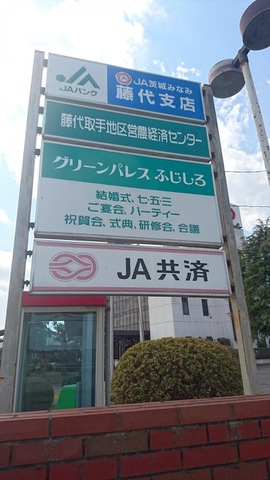 JAバンク
JA茨城みなみ
藤代支店
藤代取手地区営農経済センター
グリーンパレス ふじしろ
結婚式、七・五・三
ご宴会、パーティー
祝賀会、式典、研修会、会議
JA共済